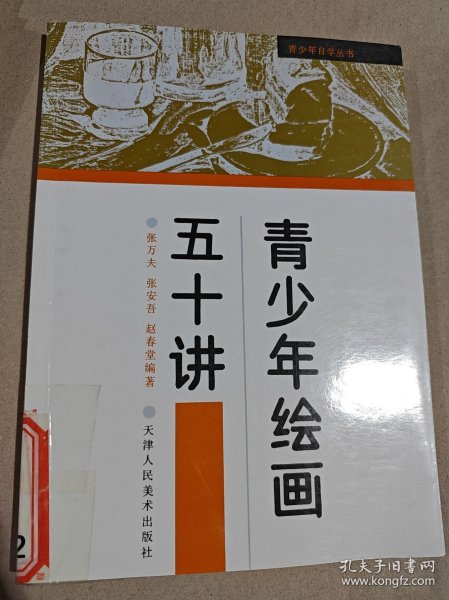 青少年自学丛书
青少年绘画
五十讲
张万夫 张安吾 赵春堂编著
天津人民美术出版社
2
孔夫子旧书网
www.kongfz.com